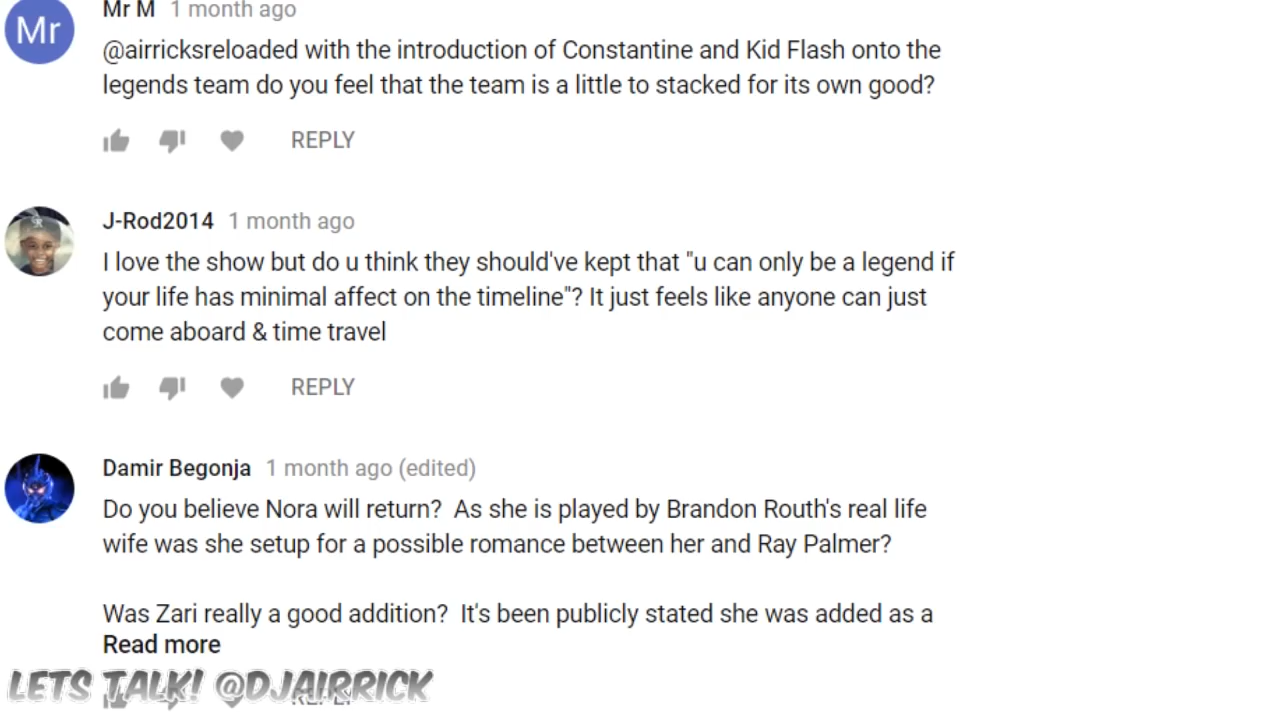 Mr M 1 month ago
Mr
@airricksreloaded with the introduction of Constantine and Kid Flash onto the
legends team do you feel that the team is a little to stacked for its own good?
REPLY
J-Rod2014 1 month ago
I love the show but do u think they should've kept that "u can only be a legend if
your life has minimal affect on the timeline"? It just feels like anyone can just
come aboard & time travel
REPLY
Damir Begonja 1 month ago (edited)
Do you believe Nora will return?  As she is played by Brandon Routh's real life
wife was she setup for a possible romance between her and Ray Palmer?
Was Zari really a good addition?  It's been publicly stated she was added as a
Read more
LETS TALK! @DJAIRRICK
REPLY